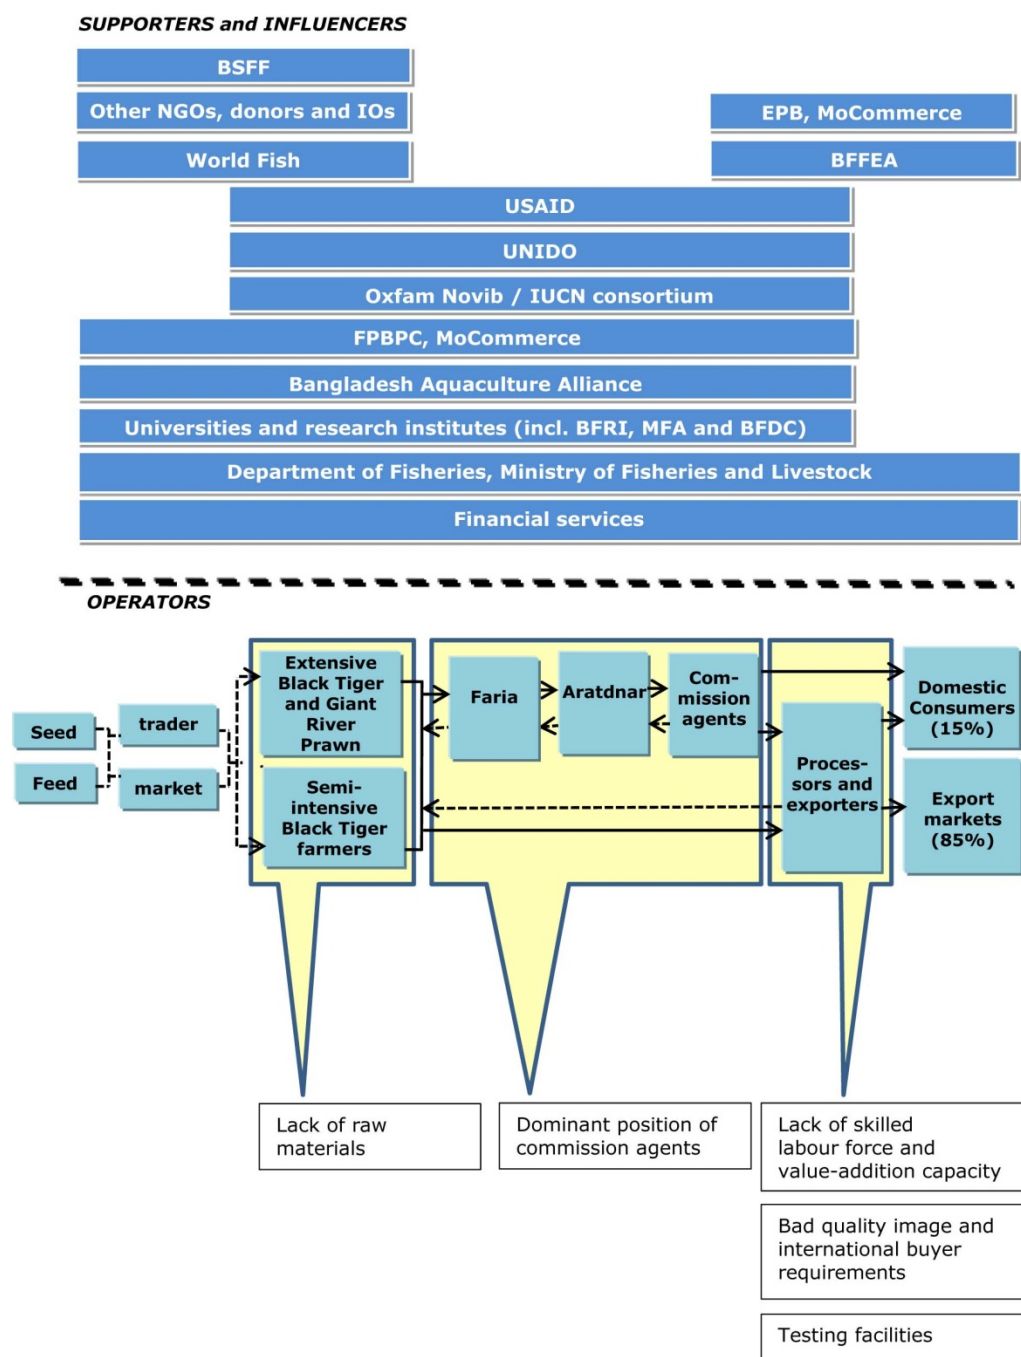 SUPPORTERS and INFLUENCERS
BSFF
Other NGOs, donors and IOs
EPB, MoCommerce
World Fish
BFFEA
USAID
UNIDO
Oxfam Novib / IUCN consortium
FPBPC, MoCommerce
Bangladesh Aquaculture Alliance
Universities and research institutes (incl. BFRI, MFA and BFDC)
Department of Fisheries, Ministry of Fisheries and Livestock
Financial services
OPERATORS
Seed
Feed
trader
market
Extensive
Black Tiger
and Giant
River
Prawn
Semi-
intensive
Black Tiger
farmers
Faria
Aratdnar
Com-
mission
agents
Proces-
sors and
exporters
Domestic
Consumers
(15%)
Export
markets
(85%)
Lack of raw
materials
Dominant position of
commission agents
Lack of skilled
labour force and
value-addition capacity
Bad quality image and
international buyer
requirements
Testing facilities